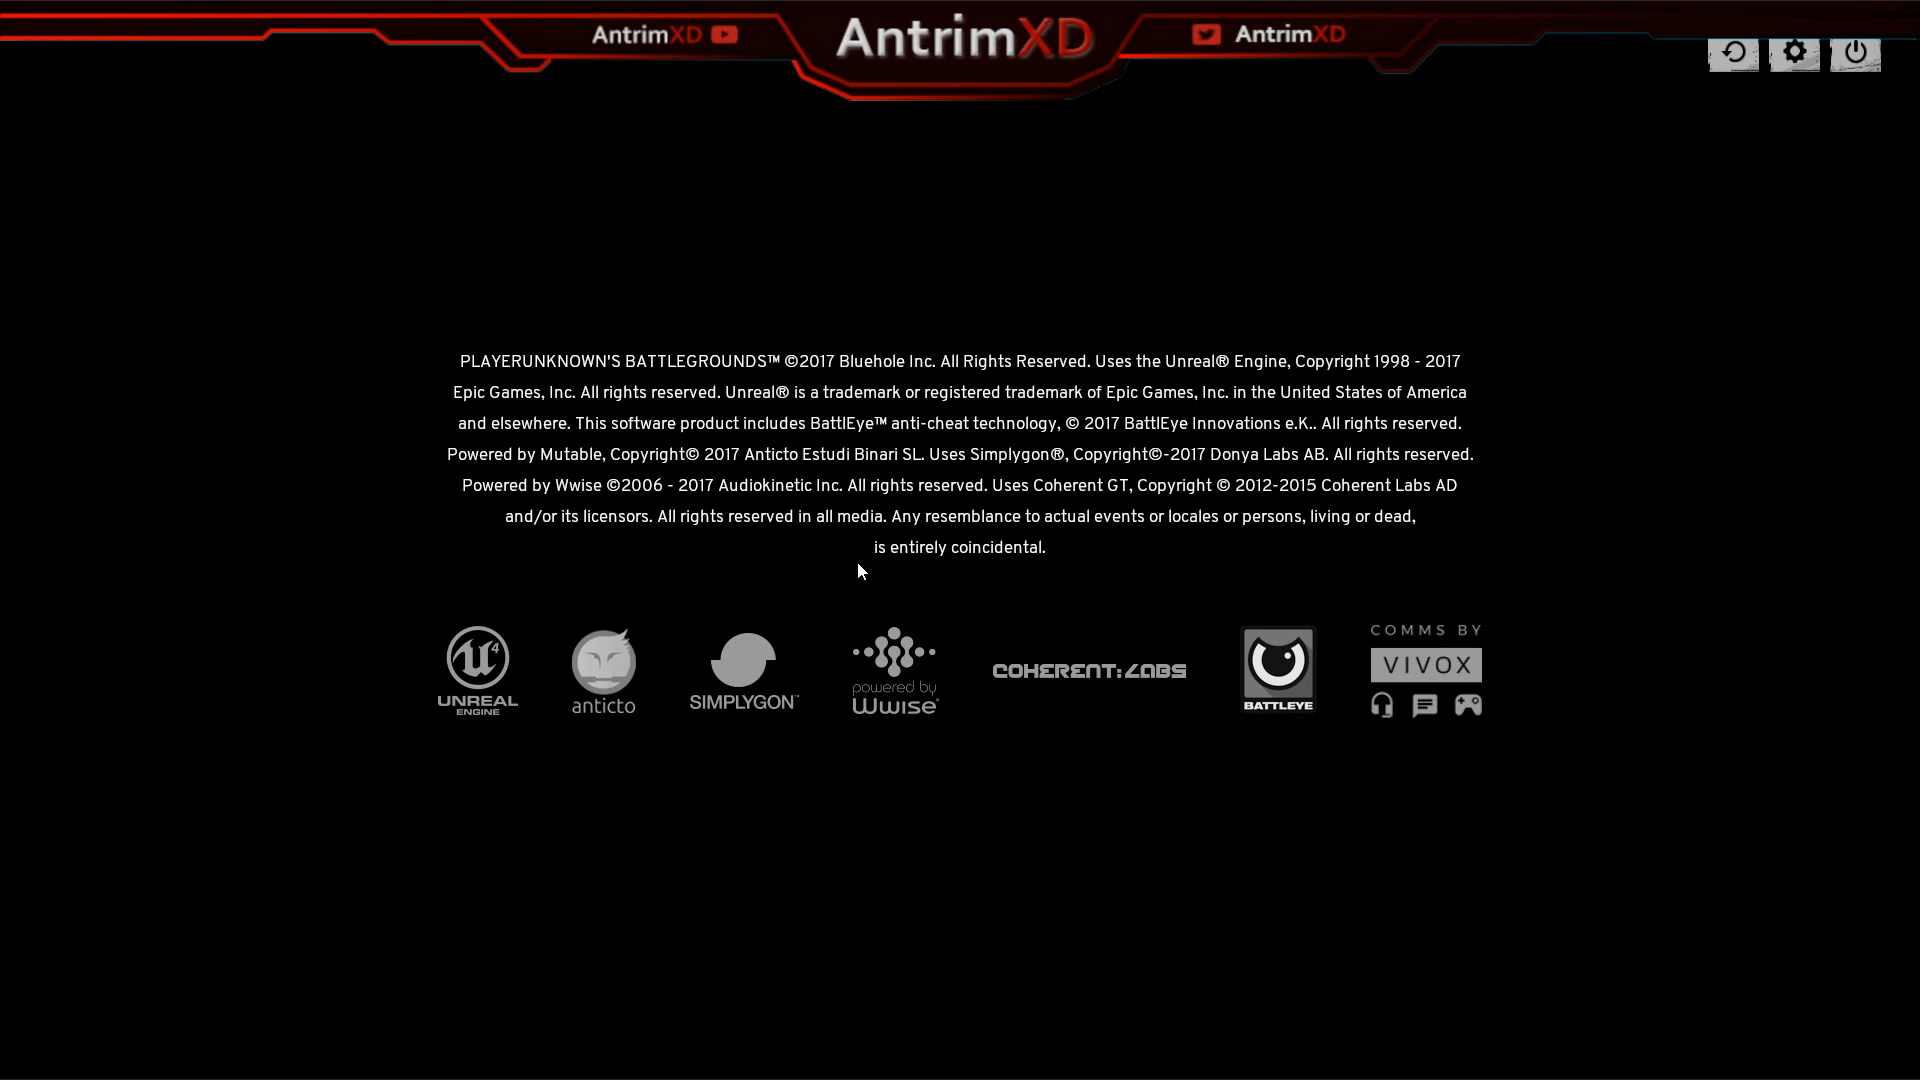 AntrimXD
AntrimXD
AntrimXD
PLAYERUNKNOWN'S BATTLEGROUNDS™ ©2017 Bluehole Inc. All Rights Reserved. Uses the Unreal® Engine, Copyright 1998 - 2017
Epic Games, Inc. All rights reserved. Unreal® is a trademark or registered trademark of Epic Games, Inc. in the United States of America
and elsewhere. This software product includes BattlEye™ anti-cheat technology, © 2017 BattlEye Innovations e.K.. All rights reserved.
Powered by Mutable, Copyright© 2017 Anticto Estudi Binari SL. Uses Simplygon®, Copyright©-2017 Donya Labs AB. All rights reserved.
Powered by Wwise ©2006 - 2017 Audiokinetic Inc. All rights reserved. Uses Coherent GT, Copyright © 2012-2015 Coherent Labs AD
and/or its licensors. All rights reserved in all media. Any resemblance to actual events or locales or persons, living or dead,
is entirely coincidental.
U4
UNREAL
ENGINE
anticto
SIMPLYGON™
powered by
Wwise®
COHERENT:LABS
BATTLEYE
COMMS BY
VIVOX